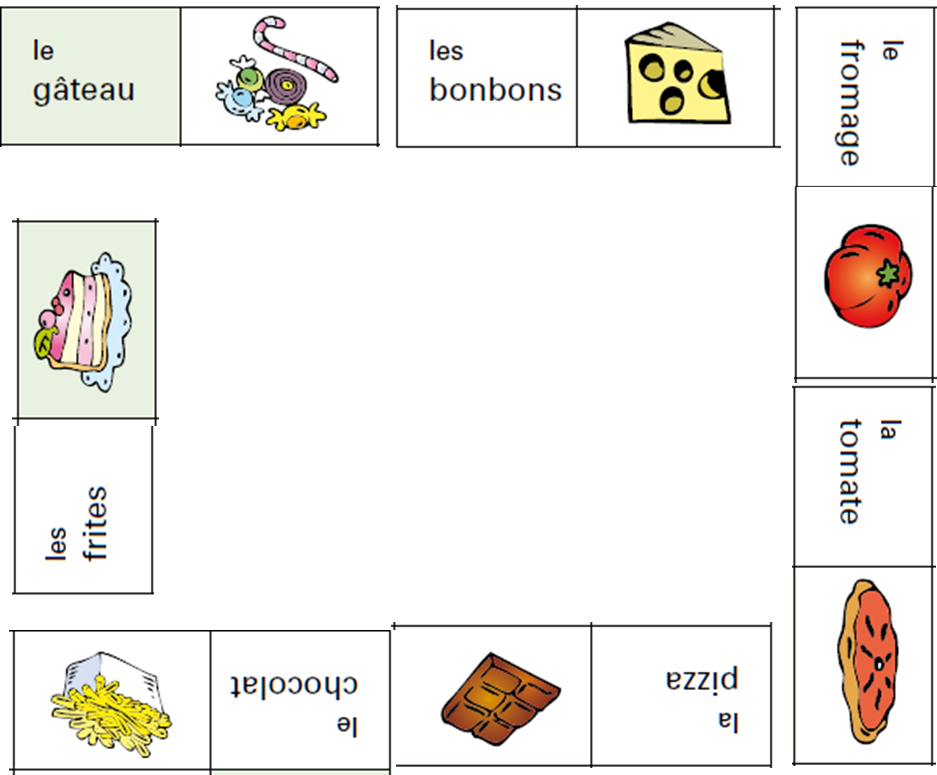 le
gâteau
les
bonbons
le
fromage
la
tomate
la
pizza
le
chocolat
les
frites